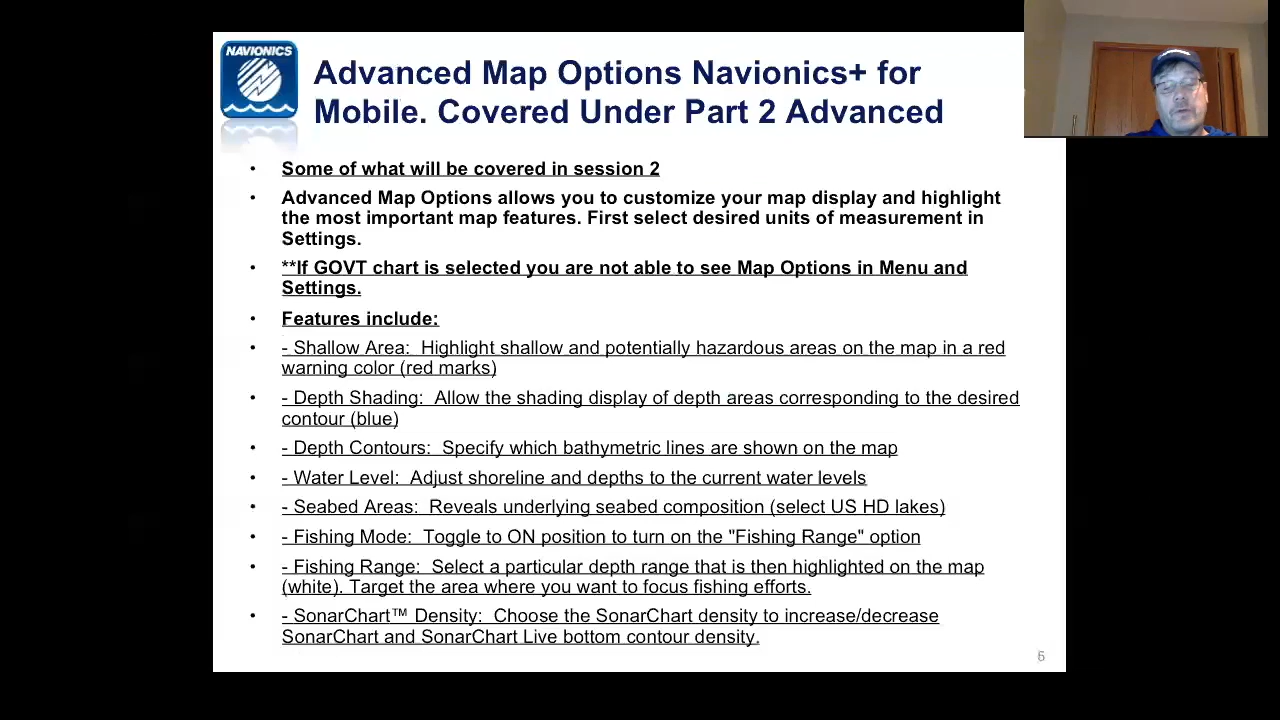 NAVIONICS
Advanced Map Options Navionics+ for
Mobile. Covered Under Part 2 Advanced
• Some of what will be covered in session 2
• Advanced Map Options allows you to customize your map display and highlight
the most important map features. First select desired units of measurement in
Settings.
• **If GOVT chart is selected you are not able to see Map Options in Menu and
Settings.
• Features include:
• - Shallow Area: Highlight shallow and potentially hazardous areas on the map in a red
warning color (red marks)
• - Depth Shading: Allow the shading display of depth areas corresponding to the desired
contour (blue)
• - Depth Contours: Specify which bathymetric lines are shown on the map
• - Water Level: Adjust shoreline and depths to the current water levels
• - Seabed Areas: Reveals underlying seabed composition (select US HD lakes)
• - Fishing Mode: Toggle to ON position to turn on the "Fishing Range" option
• - Fishing Range: Select a particular depth range that is then highlighted on the map
(white). Target the area where you want to focus fishing efforts.
• - SonarChart™ Density: Choose the SonarChart density to increase/decrease
SonarChart and SonarChart Live bottom contour density.